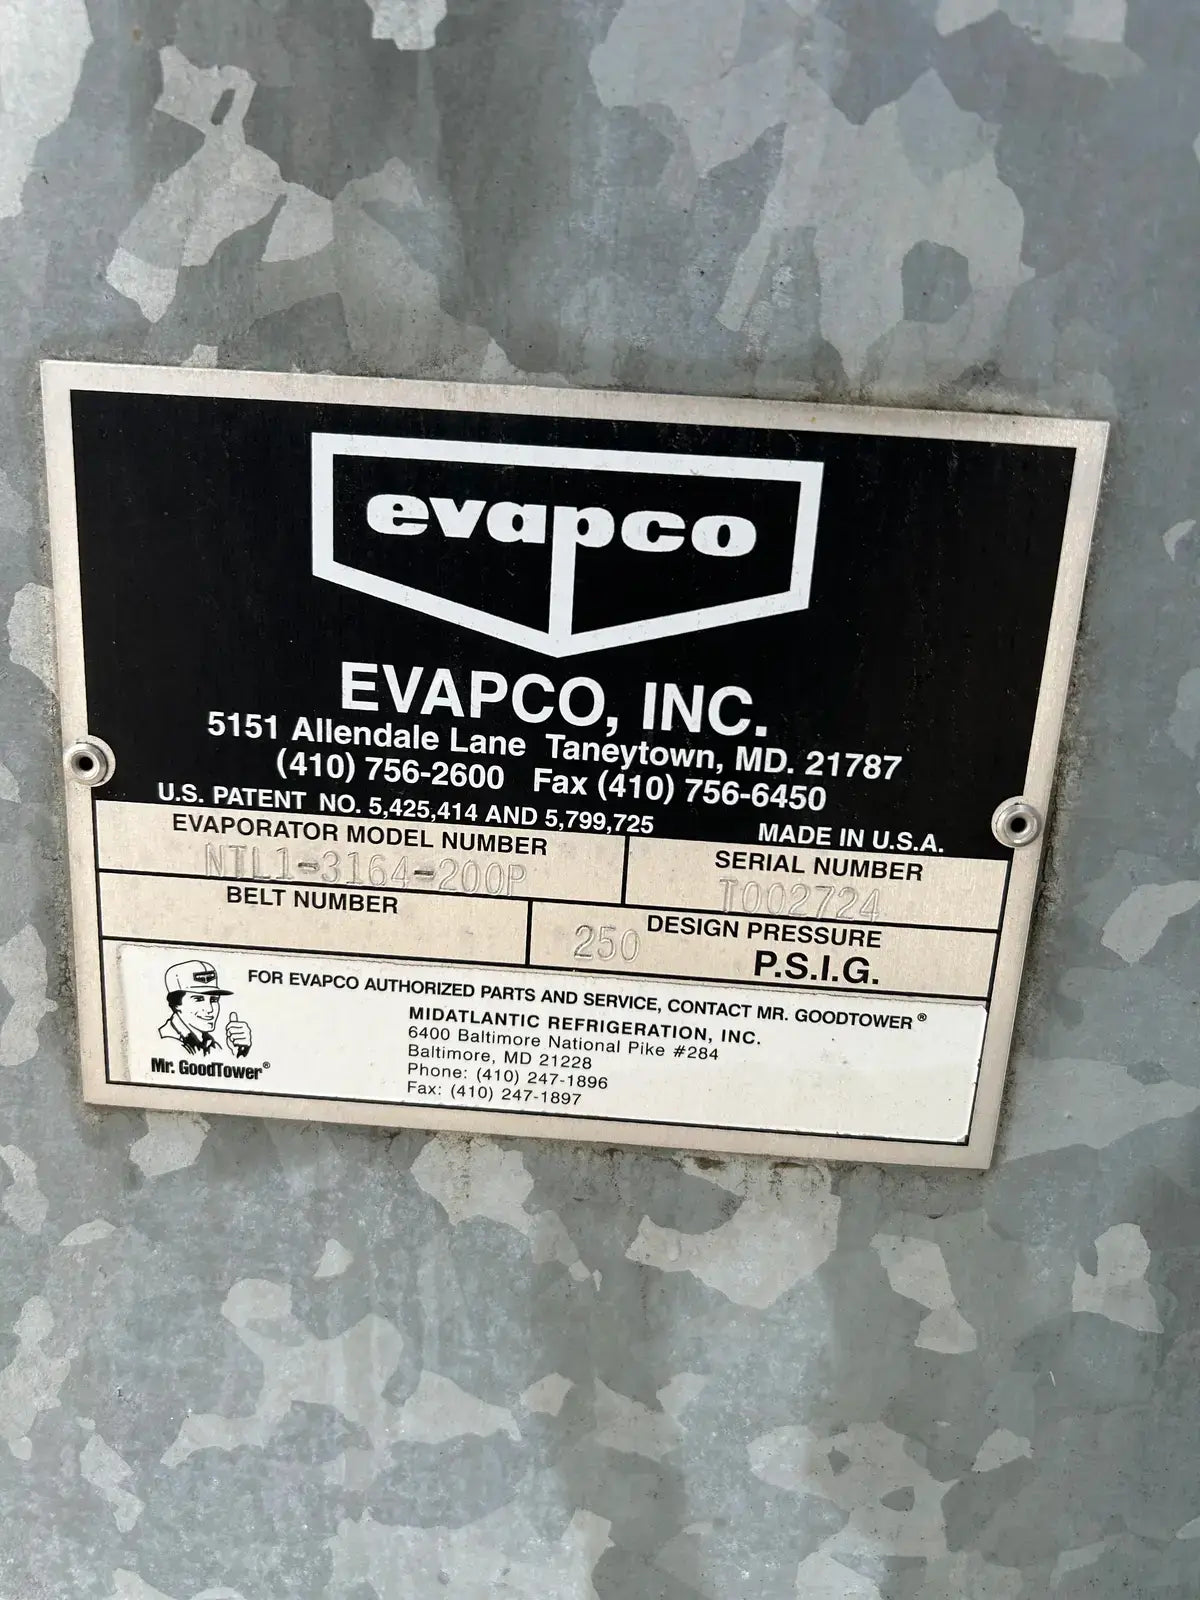 evapco
EVAPCO, INC.
5151 Allendale Lane Taneytown, MD. 21787
(410) 756-2600 Fax (410) 756-6450
U.S. PATENT NO. 5,425,414 AND 5,799,725
MADE IN U.S.A.
EVAPORATOR MODEL NUMBER
NTL1-3164-200P
SERIAL NUMBER
T002724
BELT NUMBER
DESIGN PRESSURE
250 P.S.I.G.
FOR EVAPCO AUTHORIZED PARTS AND SERVICE, CONTACT MR. GOODTOWER®
MIDATLANTIC REFRIGERATION, INC.
6400 Baltimore National Pike #284
Baltimore, MD 21228
Phone: (410) 247-1896
Fax: (410) 247-1897
Mr. GoodTower®